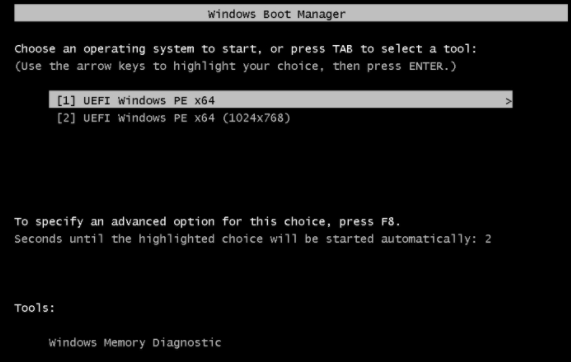 Windows Boot Manager
Choose an operating system to start, or press TAB to select a tool:
(Use the arrow keys to highlight your choice, then press ENTER.)
[1] UEFI Windows PE x64 >
[2] UEFI Windows PE x64 (1024x768)
To specify an advanced option for this choice, press F8.
Seconds until the highlighted choice will be started automatically: 2
Tools:
Windows Memory Diagnostic